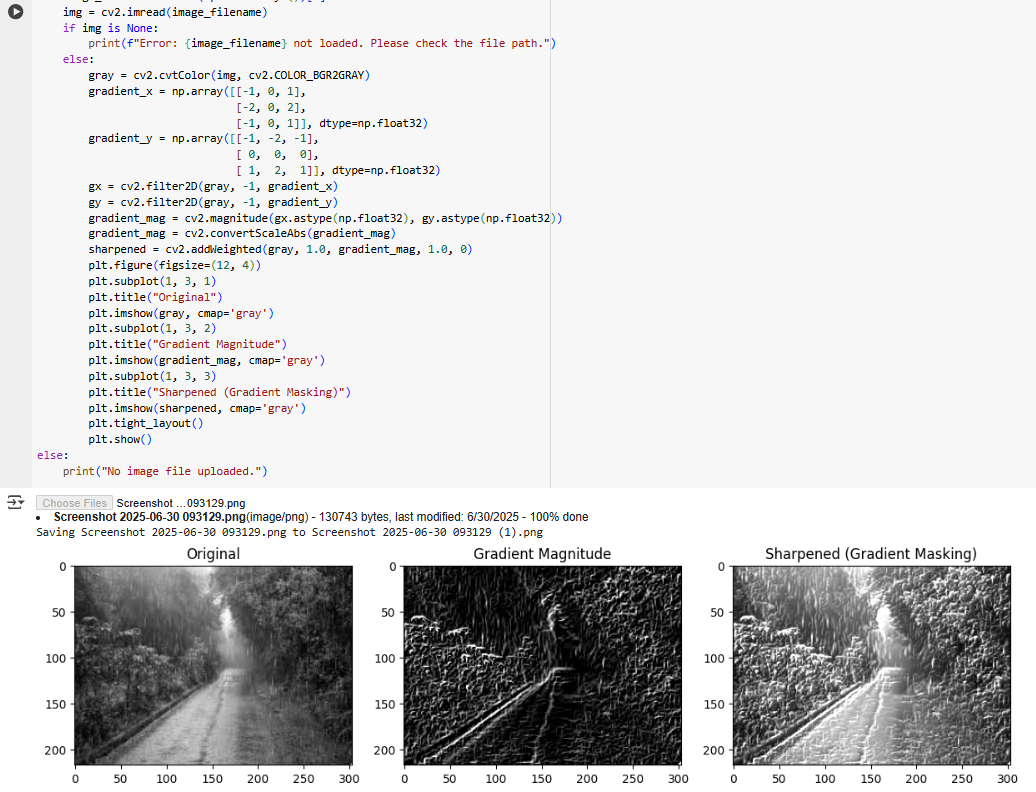 img = cv2.imread(image_filename)
if img is None:
print(f"Error: {image_filename} not loaded. Please check the file path.")
else:
gray = cv2.cvtColor(img, cv2.COLOR_BGR2GRAY)
gradient_x = np.array([[-1, 0, 1],
[-2, 0, 2],
[-1, 0, 1]], dtype=np.float32)
gradient_y = np.array([[-1, -2, -1],
[ 0, 0, 0],
[ 1, 2, 1]], dtype=np.float32)
gx = cv2.filter2D(gray, -1, gradient_x)
gy = cv2.filter2D(gray, -1, gradient_y)
gradient_mag = cv2.magnitude(gx.astype(np.float32), gy.astype(np.float32))
gradient_mag = cv2.convertScaleAbs(gradient_mag)
sharpened = cv2.addWeighted(gray, 1.0, gradient_mag, 1.0, 0)
plt.figure(figsize=(12, 4))
plt.subplot(1, 3, 1)
plt.title("Original")
plt.imshow(gray, cmap='gray')
plt.subplot(1, 3, 2)
plt.title("Gradient Magnitude")
plt.imshow(gradient_mag, cmap='gray')
plt.subplot(1, 3, 3)
plt.title("Sharpened (Gradient Masking)")
plt.imshow(sharpened, cmap='gray')
plt.tight_layout()
plt.show()
else:
print("No image file uploaded.")
Choose Files Screenshot ...093129.png
• Screenshot 2025-06-30 093129.png(image/png) - 130743 bytes, last modified: 6/30/2025 - 100% done
Saving Screenshot 2025-06-30 093129.png to Screenshot 2025-06-30 093129 (1).png
Original
0
50
100
150
200
0 50 100 150 200 250 300
Gradient Magnitude
0
50
100
150
200
0 50 100 150 200 250 300
Sharpened (Gradient Masking)
0
50
100
150
200
0 50 100 150 200 250 300